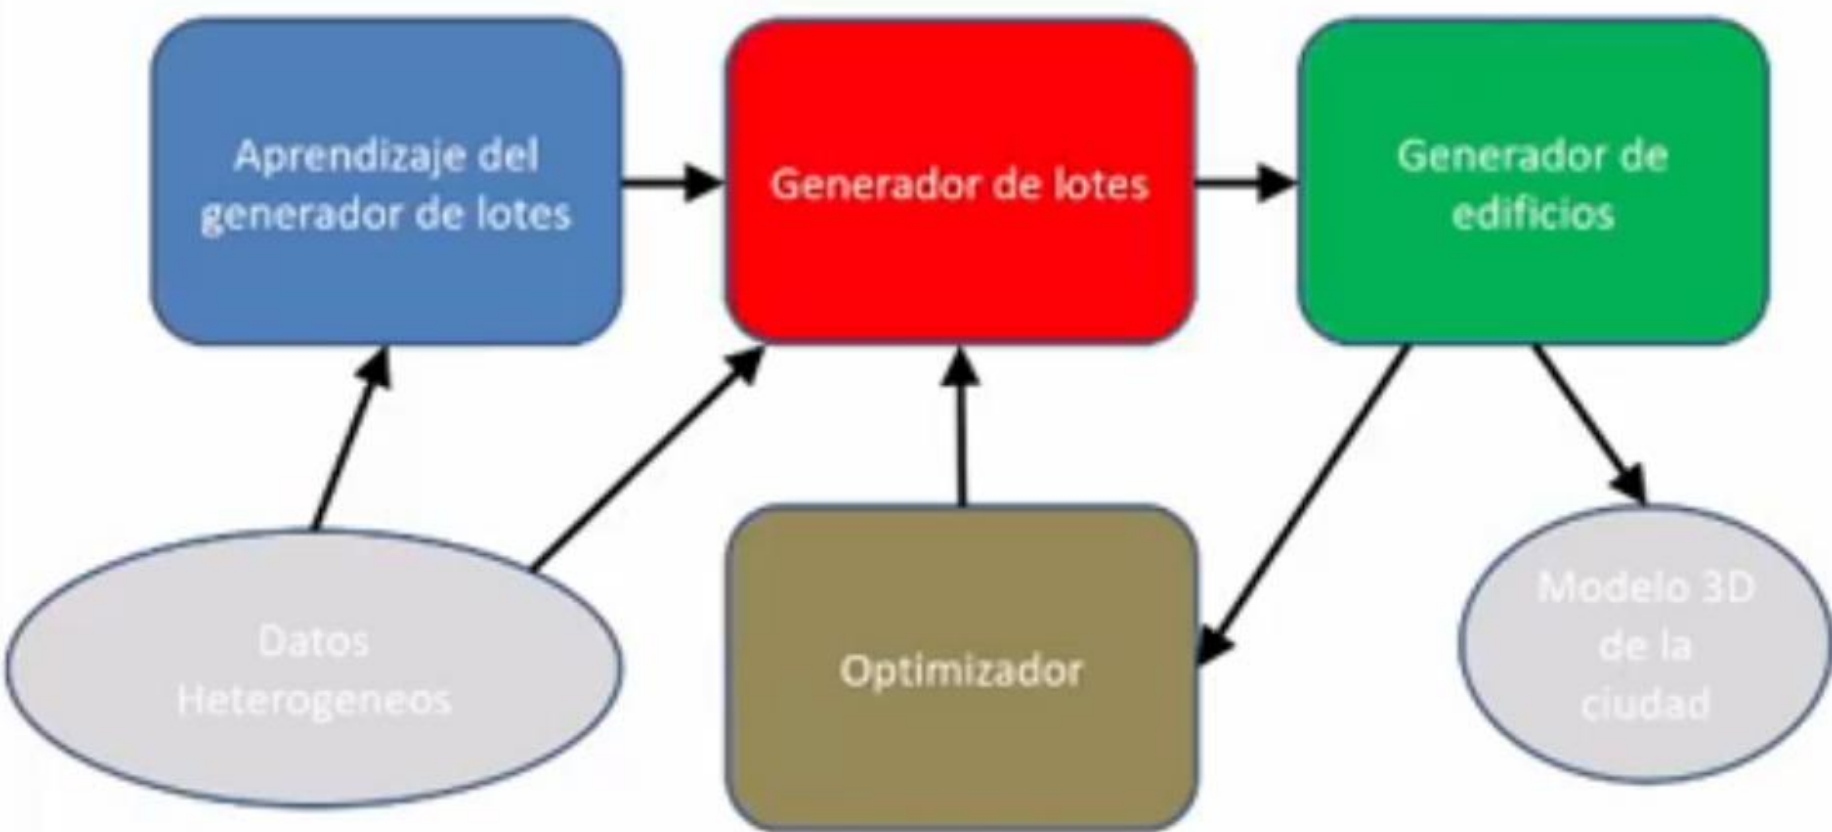 Aprendizaje del
generador de lotes
Generador de lotes
Generador de
edificios
Datos
Heterogeneos
Optimizador
Modelo 3D
de la
ciudad